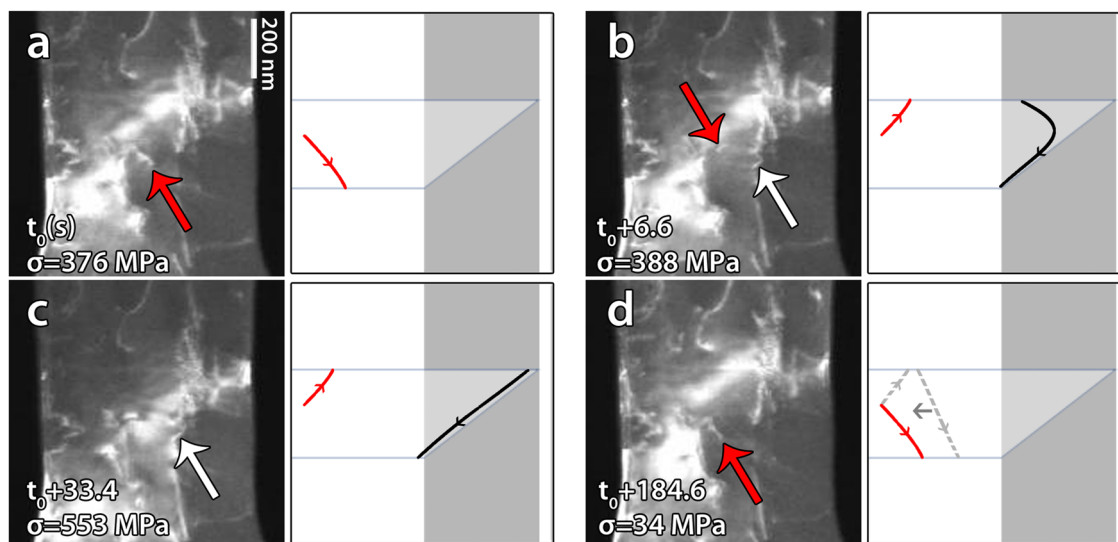 a
200 nm
t₀(s)
σ=376 MPa
b
t₀+6.6
σ=388 MPa
c
t₀+33.4
σ=553 MPa
d
t₀+184.6
σ=34 MPa